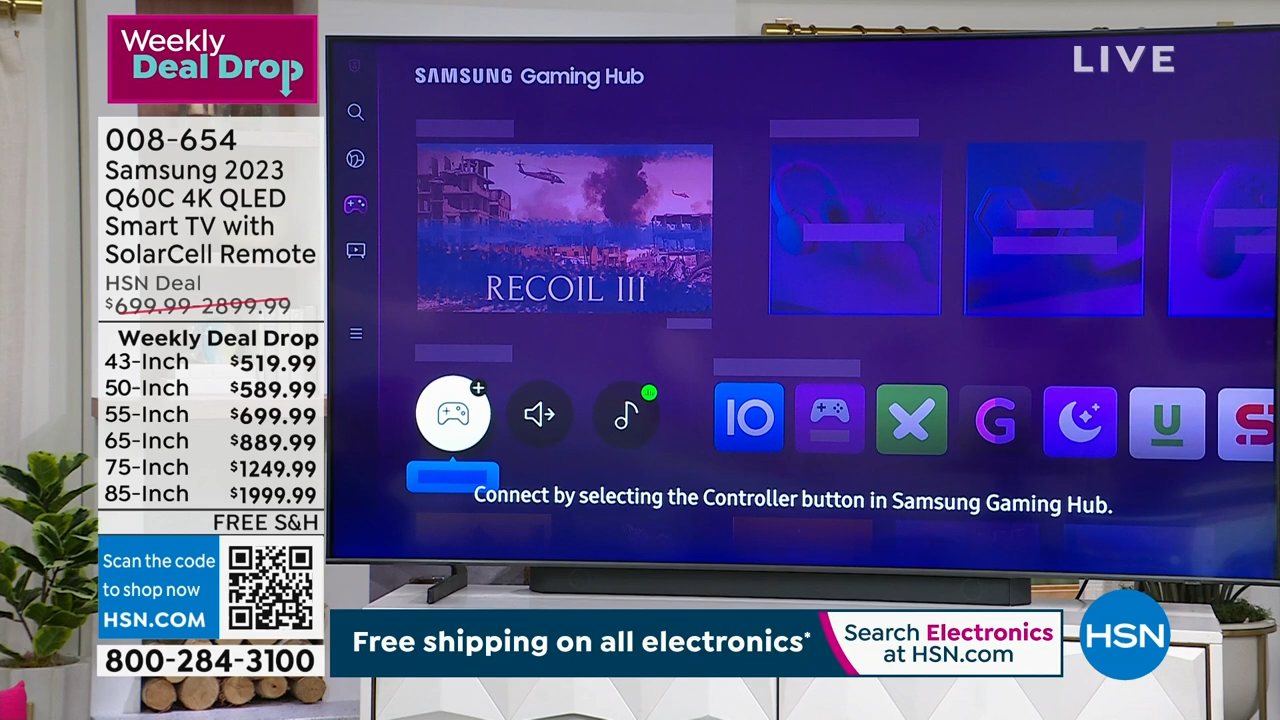 Weekly
Deal Drop
008-654
Samsung 2023
Q60C 4K QLED
Smart TV with
SolarCell Remote
HSN Deal
$699.99-2899.99
Weekly Deal Drop
43-Inch $519.99
50-Inch $589.99
55-Inch $699.99
65-Inch $889.99
75-Inch $1249.99
85-Inch $1999.99
FREE S&H
Scan the code
to shop now
HSN.COM
800-284-3100
LIVE
SAMSUNG Gaming Hub
RECOIL III
IO
X
G
U
S
Connect by selecting the Controller button in Samsung Gaming Hub.
Free shipping on all electronics*
Search Electronics
at HSN.com
HSN